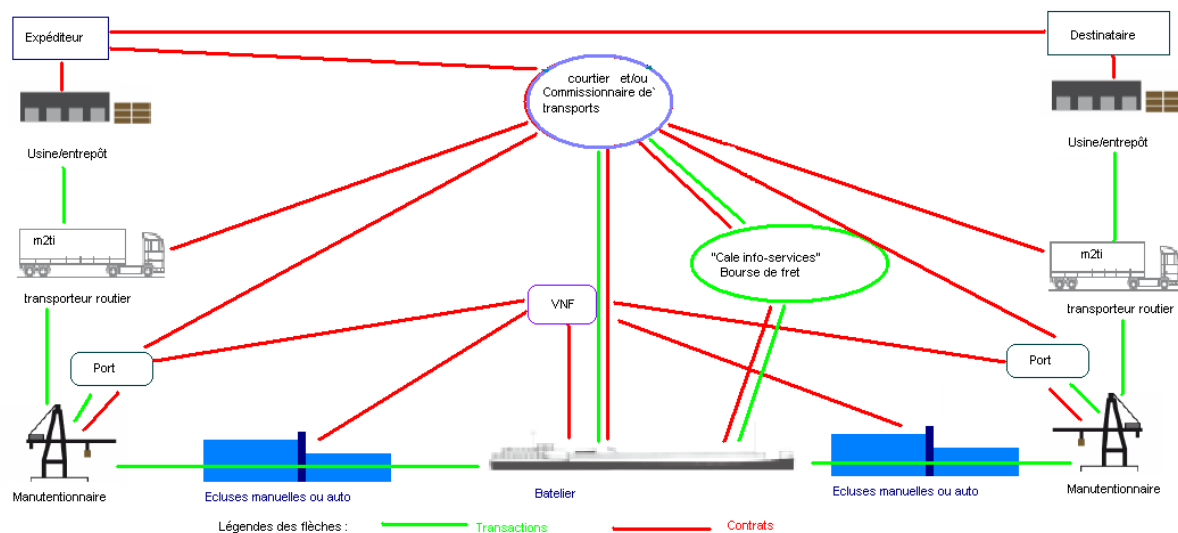 Expéditeur
Destinataire
courtier et/ou
Commissionnaire de`
transports
Usine/entrepôt
Usine/entrepôt
m2ti
m2ti
"Cale info-services"
Bourse de fret
transporteur routier
VNF
transporteur routier
Port
Port
Manutentionnaire
Ecluses manuelles ou auto
Batelier
Ecluses manuelles ou auto
Manutentionnaire
Légendes des flèches :
Transactions
Contrats